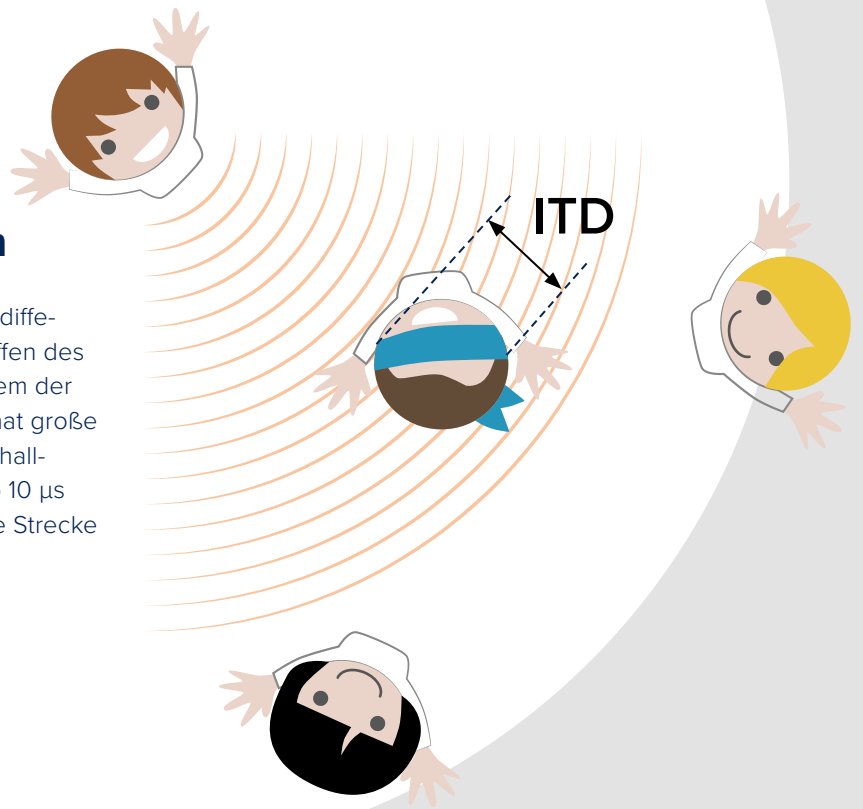 ITD
diffe-
ffen des
em der
hat große
hall-
10 µs
e Strecke